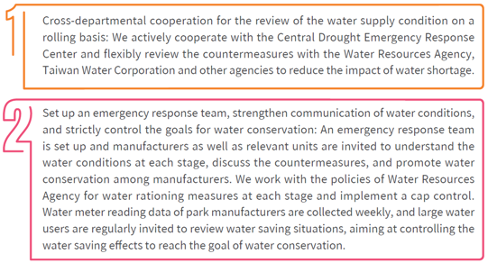 1
Cross-departmental cooperation for the review of the water supply condition on a
rolling basis: We actively cooperate with the Central Drought Emergency Response
Center and flexibly review the countermeasures with the Water Resources Agency,
Taiwan Water Corporation and other agencies to reduce the impact of water shortage.
2
Set up an emergency response team, strengthen communication of water conditions,
and strictly control the goals for water conservation: An emergency response team
is set up and manufacturers as well as relevant units are invited to understand the
water conditions at each stage, discuss the countermeasures, and promote water
conservation among manufacturers. We work with the policies of Water Resources
Agency for water rationing measures at each stage and implement a cap control.
Water meter reading data of park manufacturers are collected weekly, and large water
users are regularly invited to review water saving situations, aiming at controlling the
water saving effects to reach the goal of water conservation.